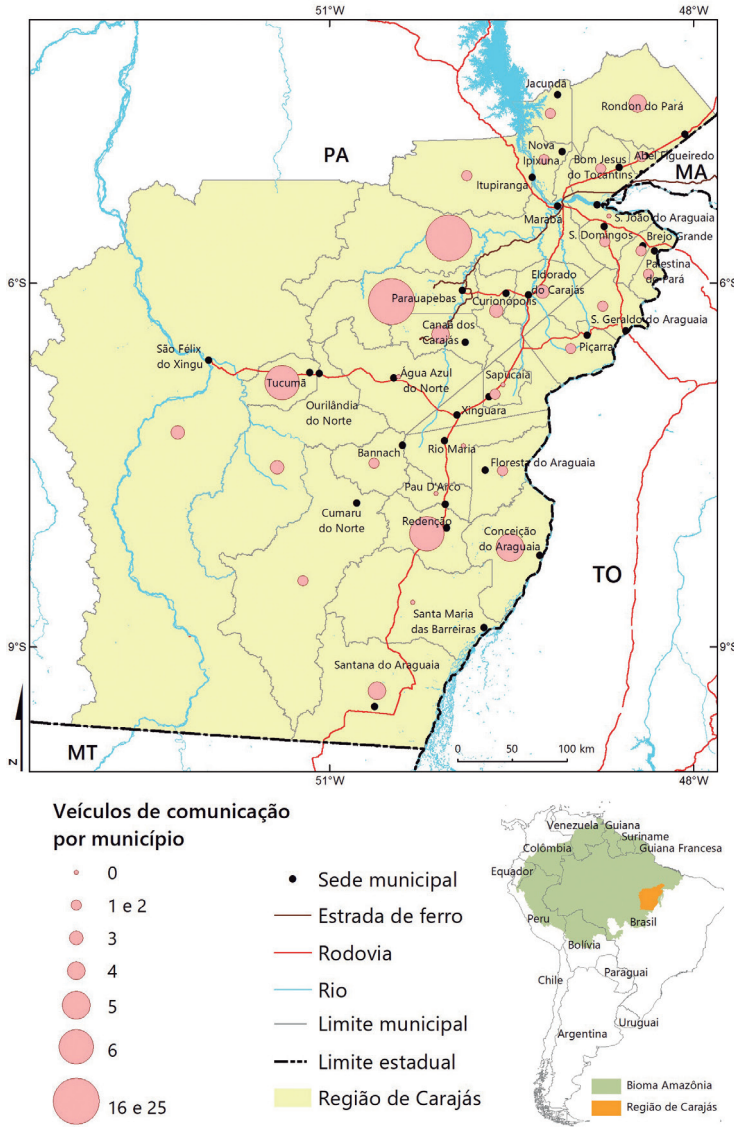 51°W
48°W
Jacundá
Rondon do Pará
PA
Nova
Ipixuna
Bom Jesus
do Tocantins
Abel Figueiredo
MA
Itupiranga
Marabá
S. João do Araguaia
S. Domingos
Brejo Grande
6°S
6°S
Palestina
do Pará
Eldorado
do Carajás
Parauapebas
Curionópolis
Canaã dos
Carajás
S. Geraldo do Araguaia
Piçarra
São Félix
do Xingu
Tucumã
Água Azul
do Norte
Sapucaia
Ourilândia
do Norte
Xinguara
Bannach
Rio Maria
Floresta do Araguaia
Pau D'Arco
Cumaru
do Norte
Redenção
Conceição
do Araguaia
TO
Santa Maria
das Barreiras
9°S
9°S
Santana do Araguaia
N
MT
0 50 100 km
51°W
48°W
Veículos de comunicação
por município
0
1 e 2
3
4
5
6
16 e 25
Sede municipal
Estrada de ferro
Rodovia
Rio
Limite municipal
Limite estadual
Região de Carajás
Venezuela
Guiana
Suriname
Colômbia
Guiana Francesa
Equador
Peru
Brasil
Bolívia
Chile
Paraguai
Uruguai
Argentina
Bioma Amazônia
Região de Carajás